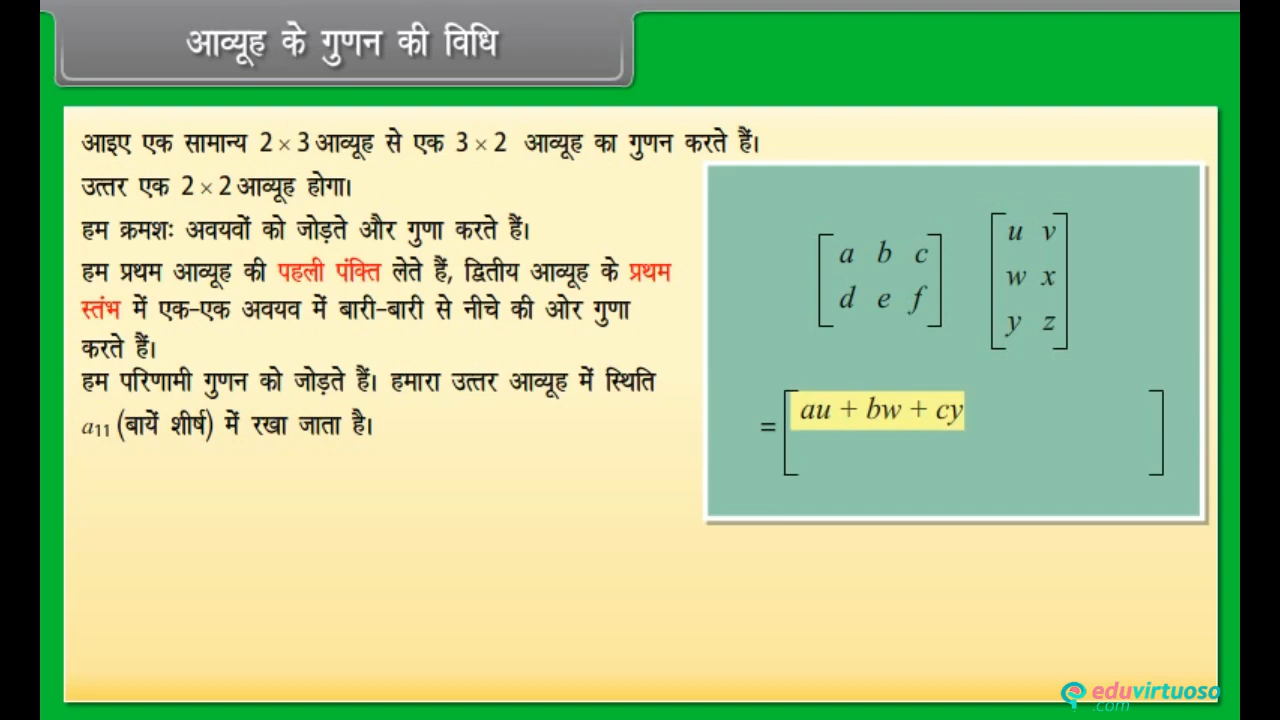 आव्यूह के गुणन की विधि
आइए एक सामान्य 2 × 3 आव्यूह से एक 3 × 2 आव्यूह का गुणन करते हैं।
उत्तर एक 2 × 2 आव्यूह होगा।
हम क्रमशः अवयवों को जोड़ते और गुणा करते हैं।
हम प्रथम आव्यूह की पहली पंक्ति लेते हैं, द्वितीय आव्यूह के प्रथम
स्तंभ में एक-एक अवयव में बारी-बारी से नीचे की ओर गुणा
करते हैं।
हम परिणामी गुणन को जोड़ते हैं। हमारा उत्तर आव्यूह में स्थिति
a₁₁ (बायें शीर्ष) में रखा जाता है।
a b c
d e f
u v
w x
y z
= [au + bw + cy ]
eduvirtuoso
.com